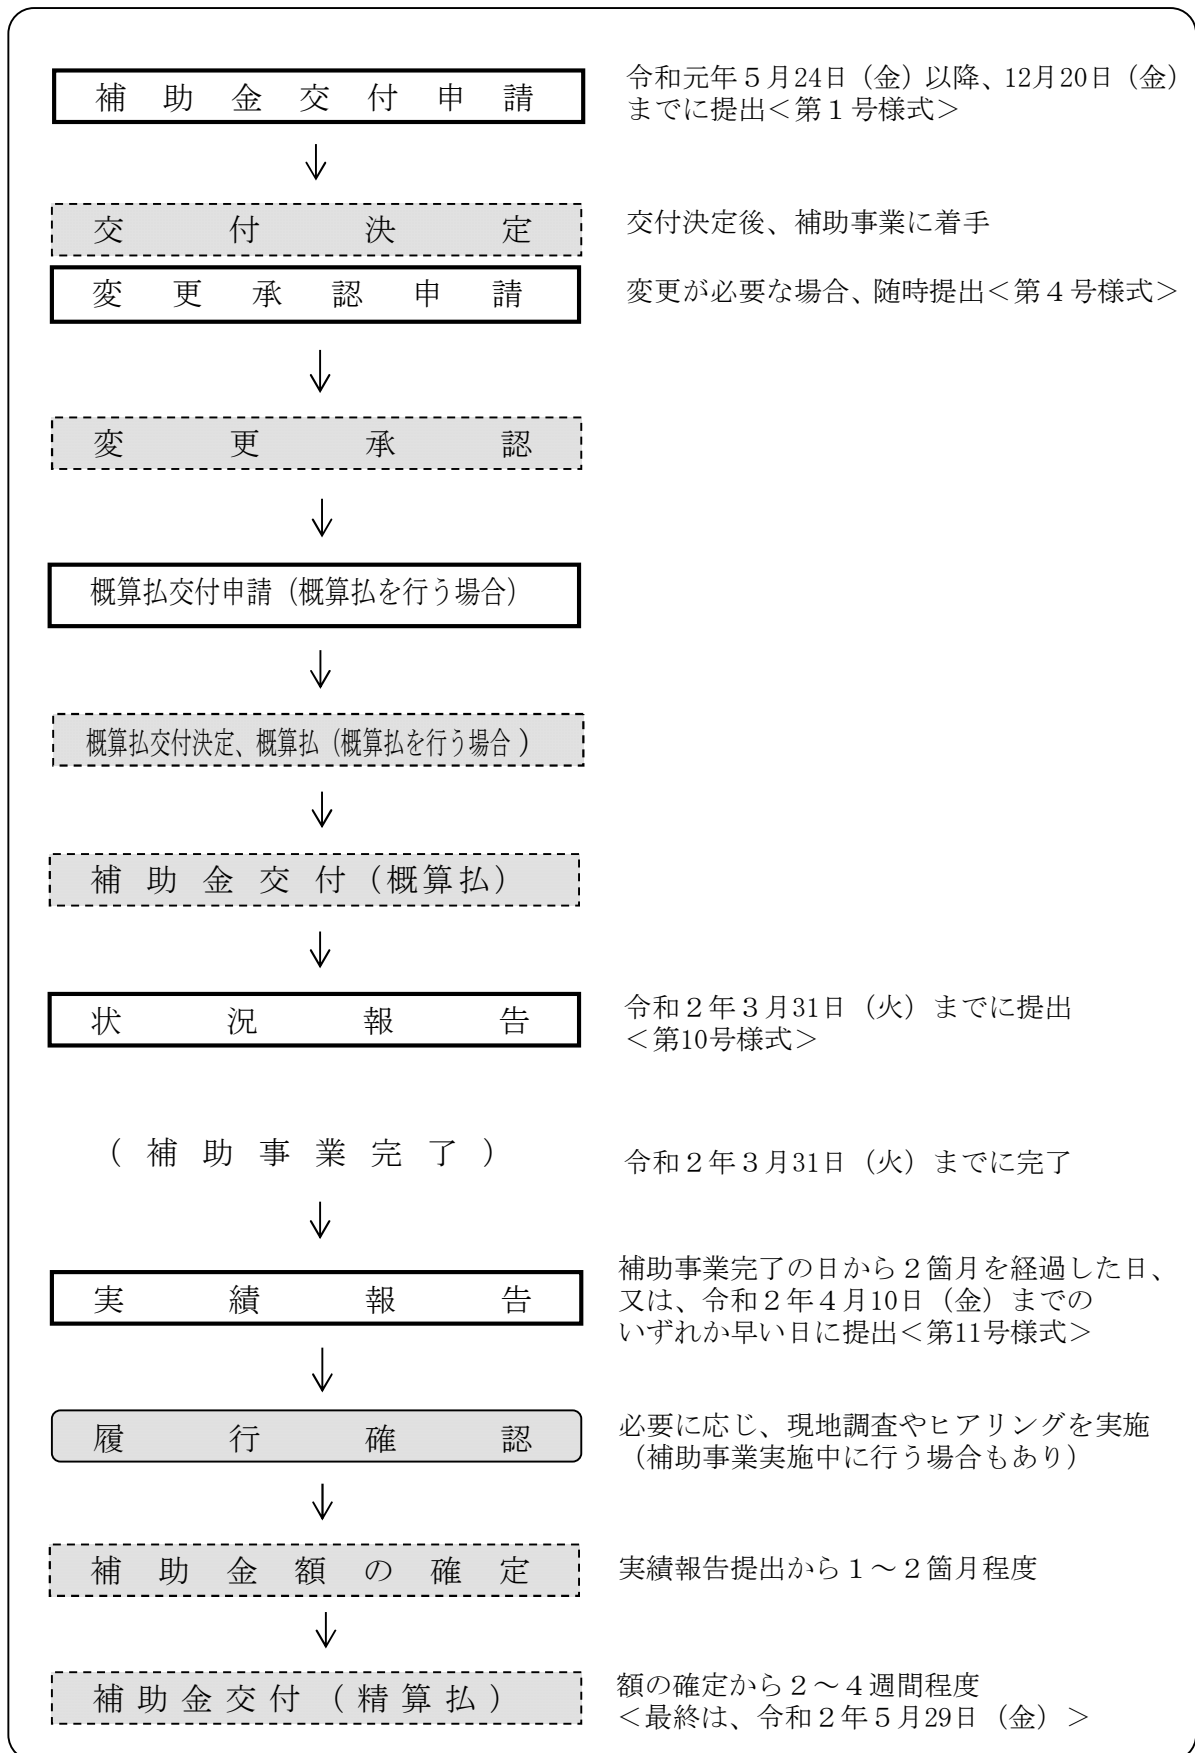 補助金交付申請
令和元年５月24日（金）以降、12月20日（金）
までに提出＜第１号様式＞
交付決定
交付決定後、補助事業に着手
変更承認申請
変更が必要な場合、随時提出＜第４号様式＞
変更承認
概算払交付申請（概算払を行う場合）
概算払交付決定、概算払（概算払を行う場合）
補助金交付（概算払）
状況報告
令和２年３月31日（火）までに提出
＜第10号様式＞
（補助事業完了）
令和２年３月31日（火）までに完了
実績報告
補助事業完了の日から２箇月を経過した日、
又は、令和２年４月10日（金）までの
いずれか早い日に提出＜第11号様式＞
履行確認
必要に応じ、現地調査やヒアリングを実施
（補助事業実施中に行う場合もあり）
補助金額の確定
実績報告提出から１～２箇月程度
補助金交付（精算払）
額の確定から２～４週間程度
＜最終は、令和２年５月29日（金）＞